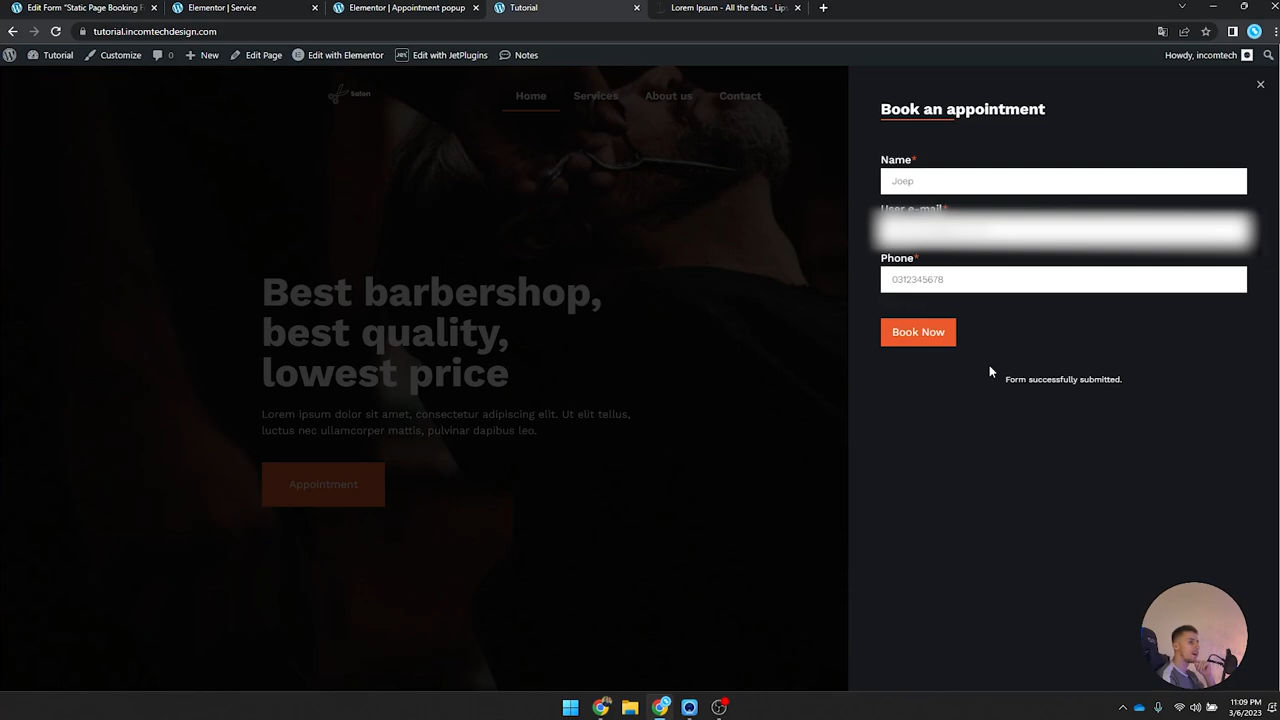 Edit Form "Static Page Booking F
Elementor | Service
Elementor | Appointment popup
Tutorial
Lorem Ipsum - All the facts - Lip
tutorial.incomtechdesign.com
Tutorial
Customize
0
New
Edit Page
Edit with Elementor
Edit with JetPlugins
Notes
Howdy, incomtech
Salon
Home
Services
About us
Contact
Best barbershop,
best quality,
lowest price
Lorem ipsum dolor sit amet, consectetur adipiscing elit. Ut elit tellus,
luctus nec ullamcorper mattis, pulvinar dapibus leo.
Appointment
Book an appointment
Name*
Joep
User e-mail*
Phone*
0312345678
Book Now
Form successfully submitted.
11:09 PM
3/6/2023